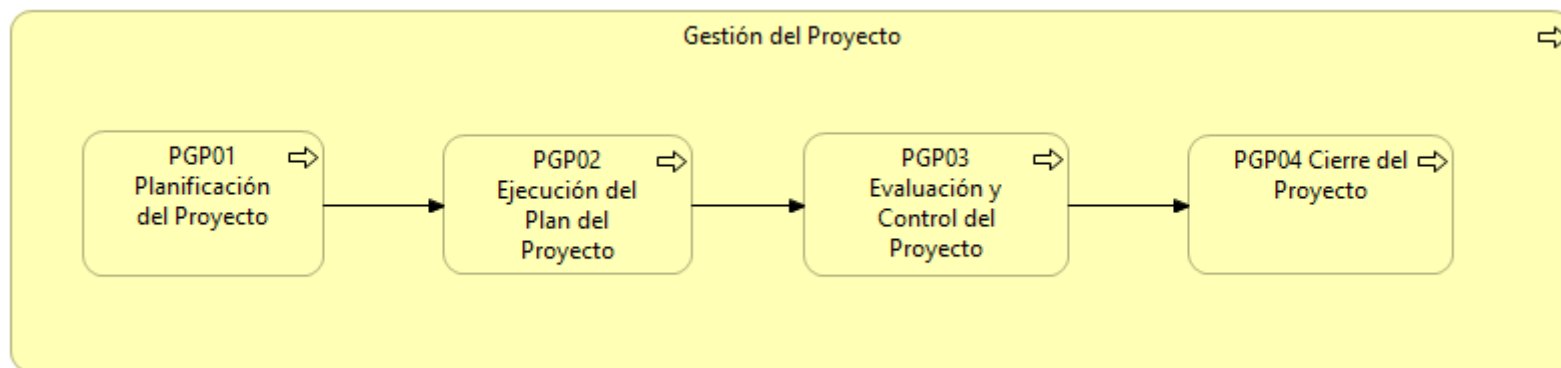 Gestión del Proyecto
PGP01
Planificación
del Proyecto
PGP02
Ejecución del
Plan del
Proyecto
PGP03
Evaluación y
Control del
Proyecto
PGP04 Cierre del
Proyecto